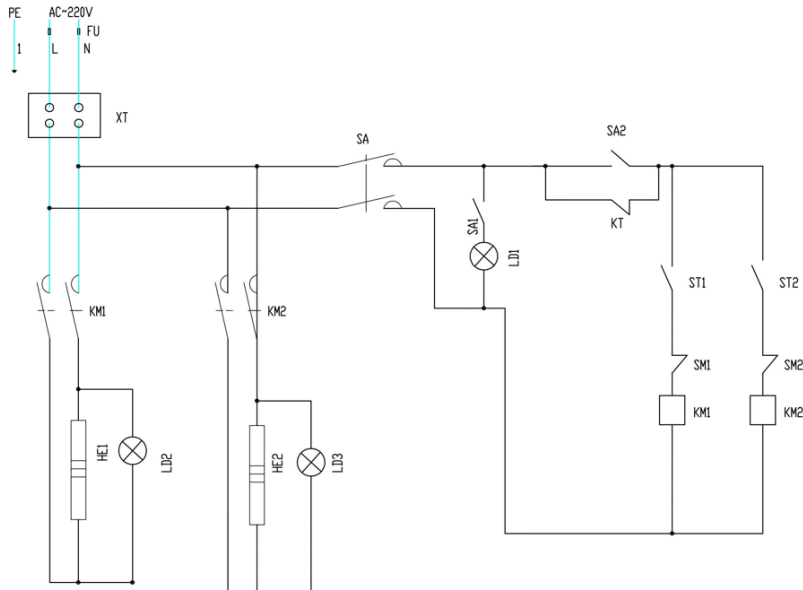 PE
AC~220V
FU
1
L
N
XT
SA
SA2
KT
SA1
LD1
ST1
ST2
KM1
KM2
SM1
SM2
KM1
KM2
HE1
LD2
HE2
LD3